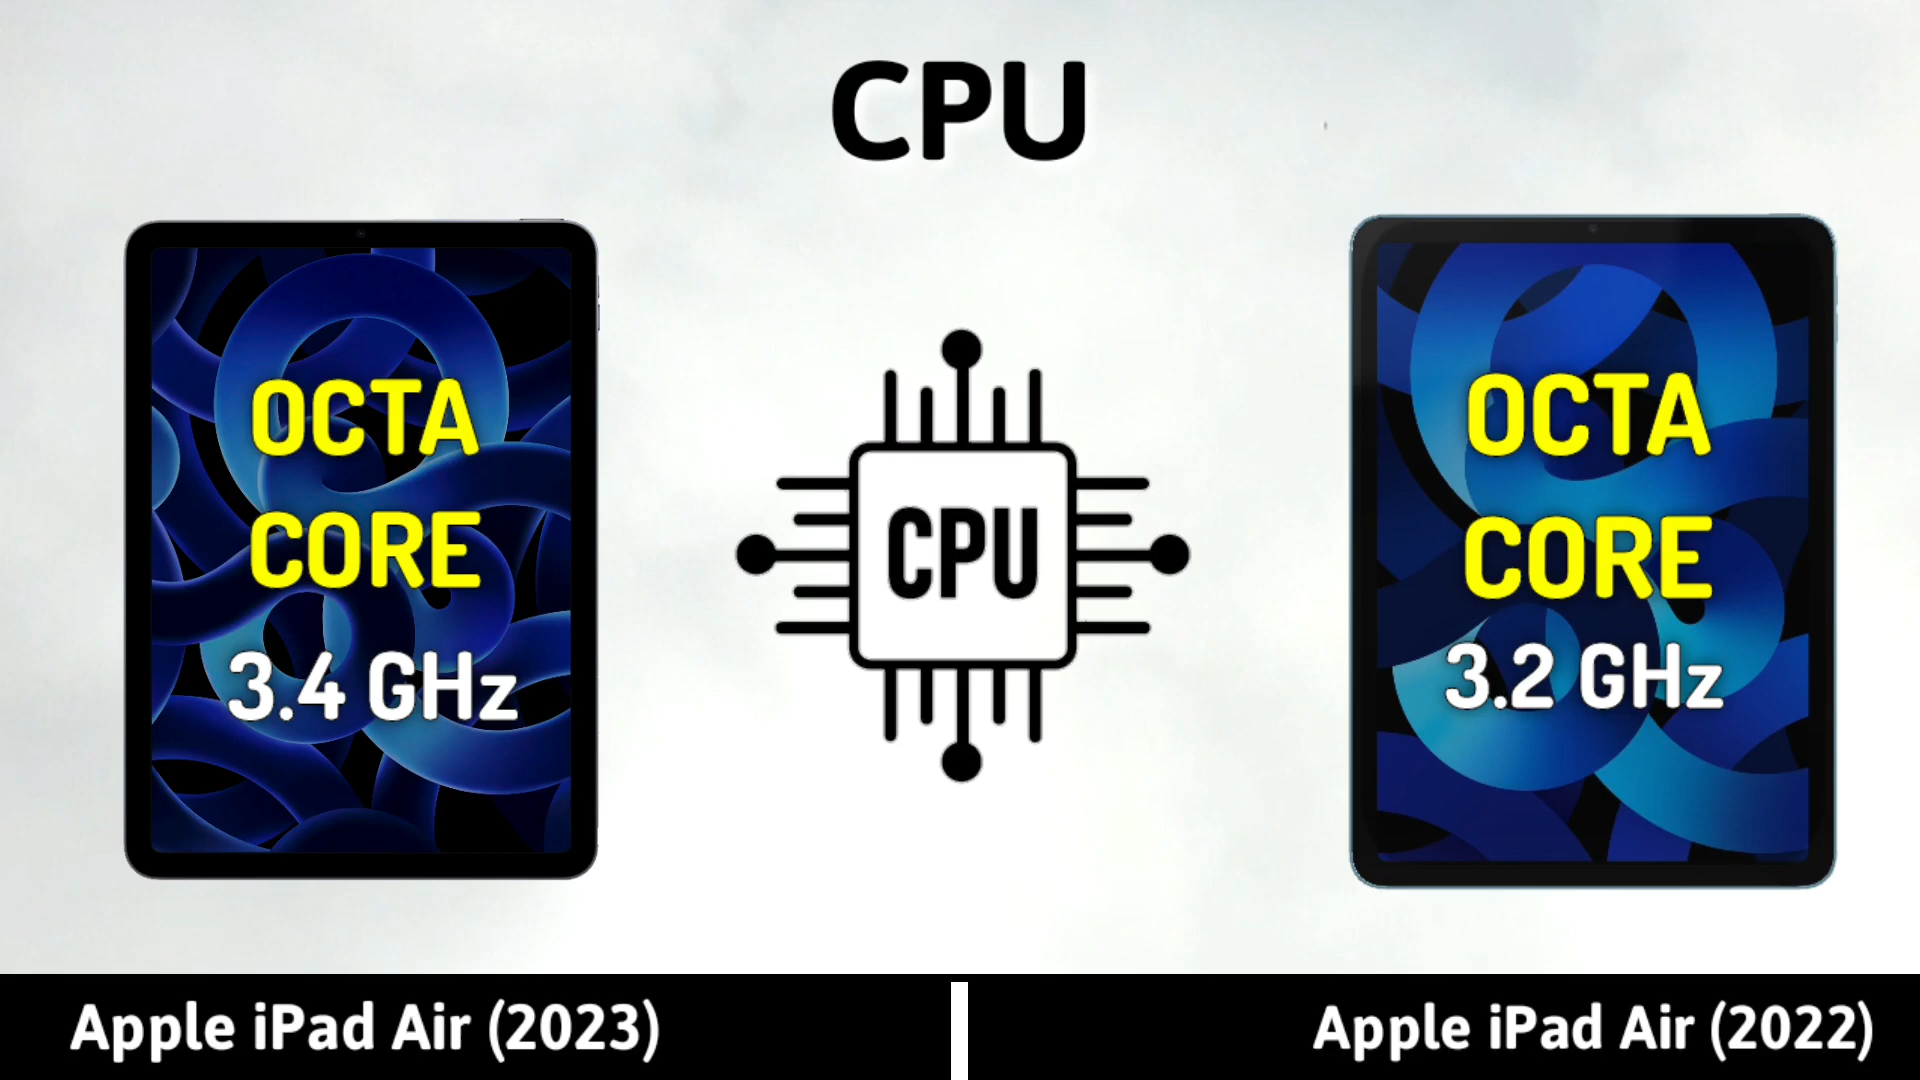 CPU
OCTA
CORE
3.4 GHz
CPU
OCTA
CORE
3.2 GHz
Apple iPad Air (2023)
Apple iPad Air (2022)